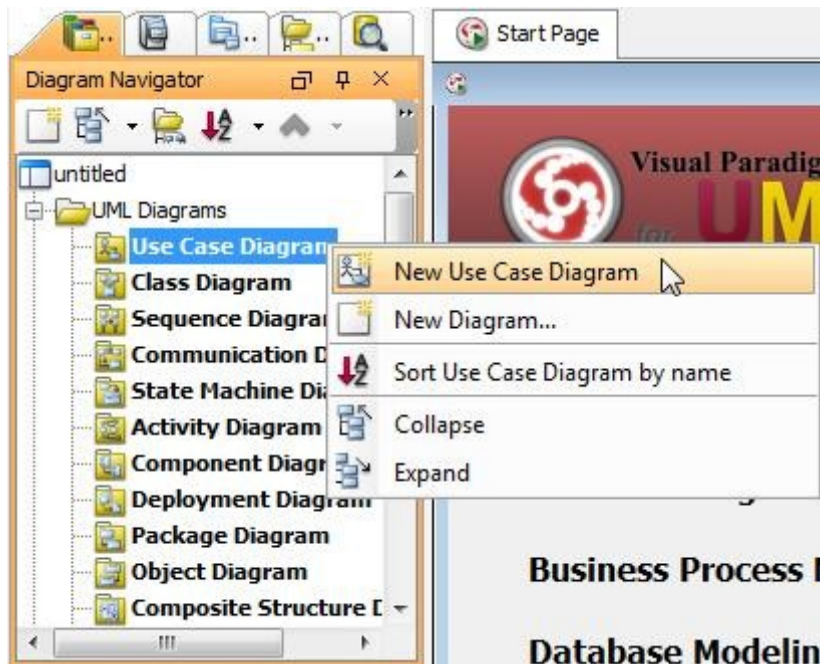 Start Page
Diagram Navigator
untitled
UML Diagrams
Use Case Diagram
Class Diagram
Sequence Diagra
Communication D
State Machine Di
Activity Diagram
Component Diagr
Deployment Diagram
Package Diagram
Object Diagram
Composite Structure D
New Use Case Diagram
New Diagram...
Sort Use Case Diagram by name
Collapse
Expand
Visual Paradig
for UM
Business Process
Database Modelin